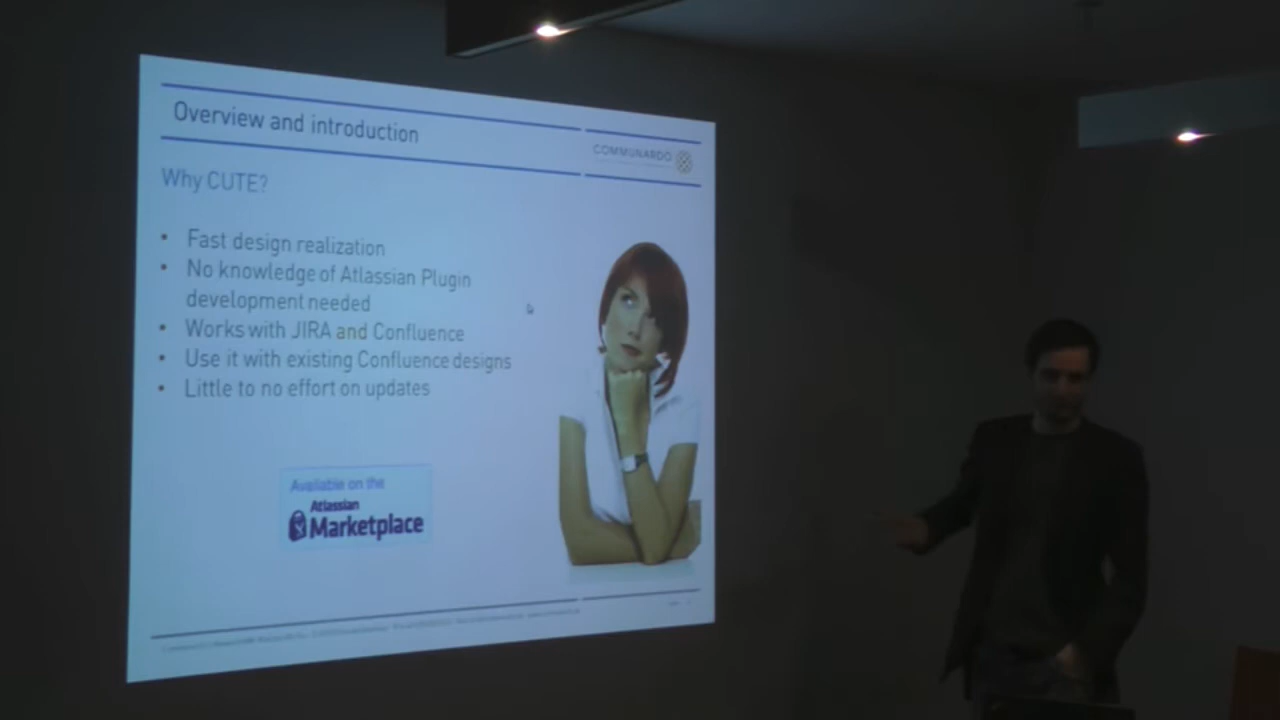 Overview and introduction
COMMUNARDO
Why CUTE?
• Fast design realization
• No knowledge of Atlassian Plugin
development needed
• Works with JIRA and Confluence
• Use it with existing Confluence designs
• Little to no effort on updates
Available on the
Atlassian
Marketplace